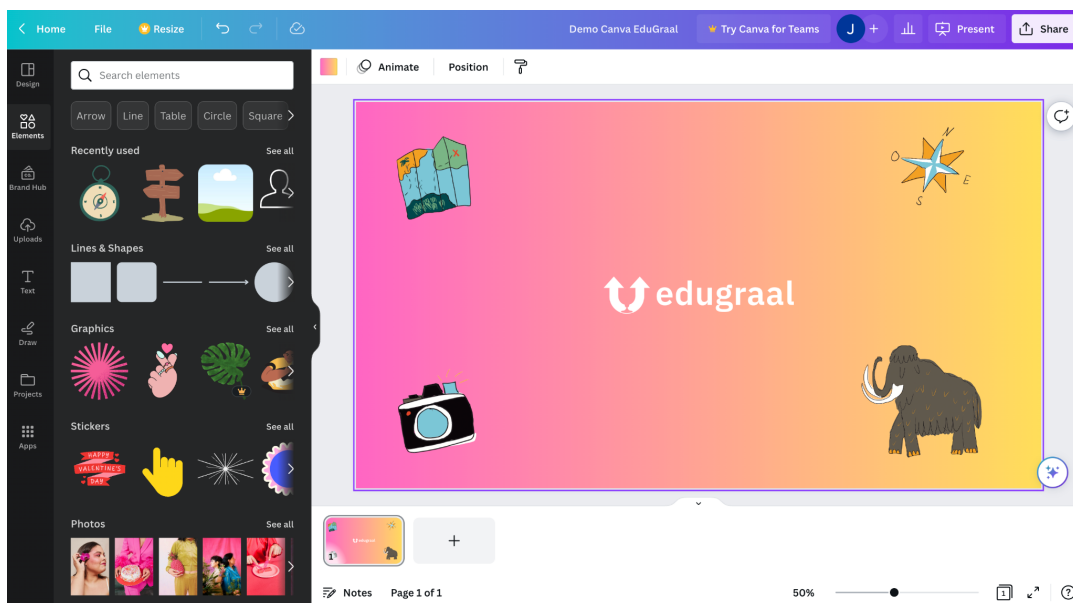 Home File Resize Demo Canva EduGraal Try Canva for Teams J + Present Share
Design
Elements
Brand Hub
Uploads
Text
Draw
Projects
Apps
Search elements
Arrow Line Table Circle Square
Recently used See all
Lines & Shapes See all
Graphics See all
Stickers See all
HAPPY
VALENTINE'S
DAY
Photos See all
Animate Position
X
N
O
E
S
edugraal
edugraal
1
+
Notes Page 1 of 1 50% 1 ?